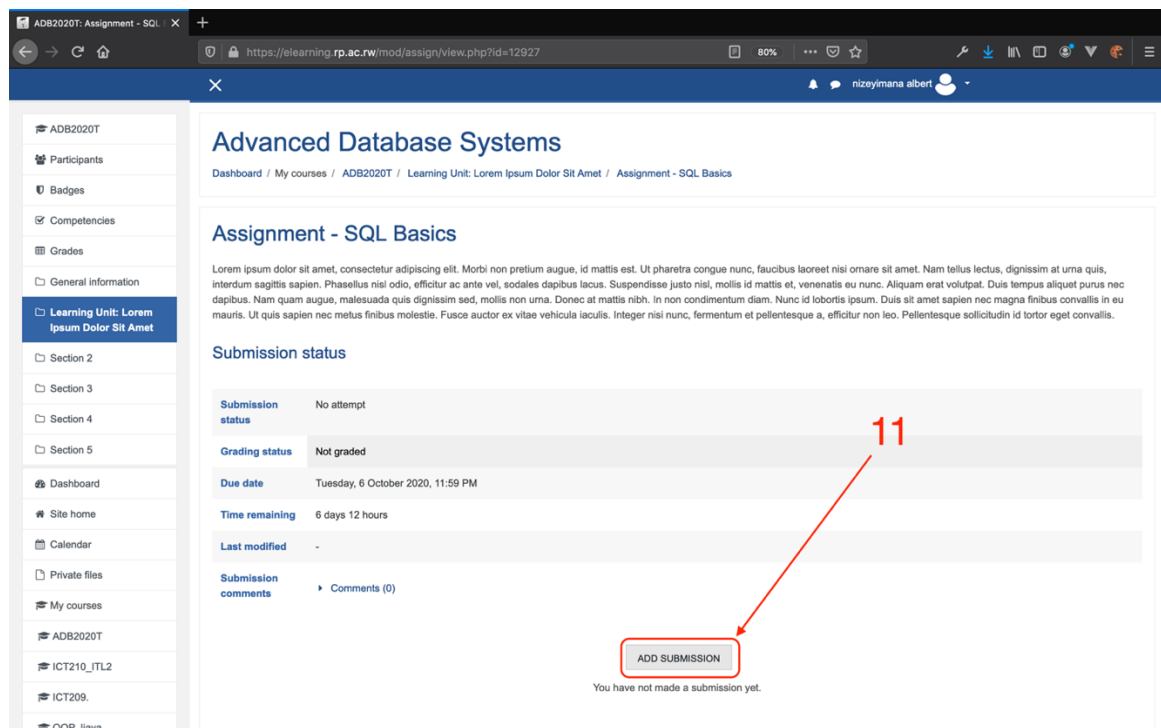 ADB2020T: Assignment - SQL
https://elearning.rp.ac.rw/mod/assign/view.php?id=12927
80%
nizeyimana albert
ADB2020T
Participants
Badges
Competencies
Grades
General information
Learning Unit: Lorem
Ipsum Dolor Sit Amet
Section 2
Section 3
Section 4
Section 5
Dashboard
Site home
Calendar
Private files
My courses
ADB2020T
ICT210_ITL2
ICT209.
Advanced Database Systems
Dashboard / My courses / ADB2020T / Learning Unit: Lorem Ipsum Dolor Sit Amet / Assignment - SQL Basics
Assignment - SQL Basics
Lorem ipsum dolor sit amet, consectetur adipiscing elit. Morbi non pretium augue, id mattis est. Ut pharetra congue nunc, faucibus laoreet nisi ornare sit amet. Nam tellus lectus, dignissim at urna quis,
interdum sagittis sapien. Phasellus nisl odio, efficitur ac ante vel, sodales dapibus lacus. Suspendisse justo nisl, mollis id mattis et, venenatis eu nunc. Aliquam erat volutpat. Duis tempus aliquet purus nec
dapibus. Nam quam augue, malesuada quis dignissim sed, mollis non urna. Donec at mattis nibh. In non condimentum diam. Nunc id lobortis ipsum. Duis sit amet sapien nec magna finibus convallis in eu
mauris. Ut quis sapien nec metus finibus molestie. Fusce auctor ex vitae vehicula iaculis. Integer nisi nunc, fermentum et pellentesque a, efficitur non leo. Pellentesque sollicitudin id tortor eget convallis.
Submission status
Submission status No attempt
Grading status Not graded
Due date Tuesday, 6 October 2020, 11:59 PM
Time remaining 6 days 12 hours
Last modified -
Submission comments Comments (0)
11
ADD SUBMISSION
You have not made a submission yet.